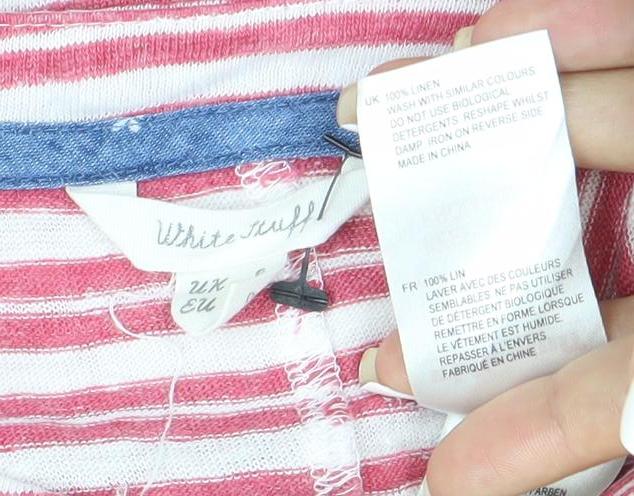 White Stuff
UK
EU
UK 100% LINEN
WASH WITH SIMILAR COLOURS
DO NOT USE BIOLOGICAL
DETERGENTS. RESHAPE WHILST
DAMP. IRON ON REVERSE SIDE
MADE IN CHINA
FR 100% LIN
LAVER AVEC DES COULEURS
SEMBLABLES. NE PAS UTILISER
DE DÉTERGENT BIOLOGIQUE
REMETTRE EN FORME LORSQUE
LE VÊTEMENT EST HUMIDE.
REPASSER À L'ENVERS
FABRIQUÉ EN CHINE